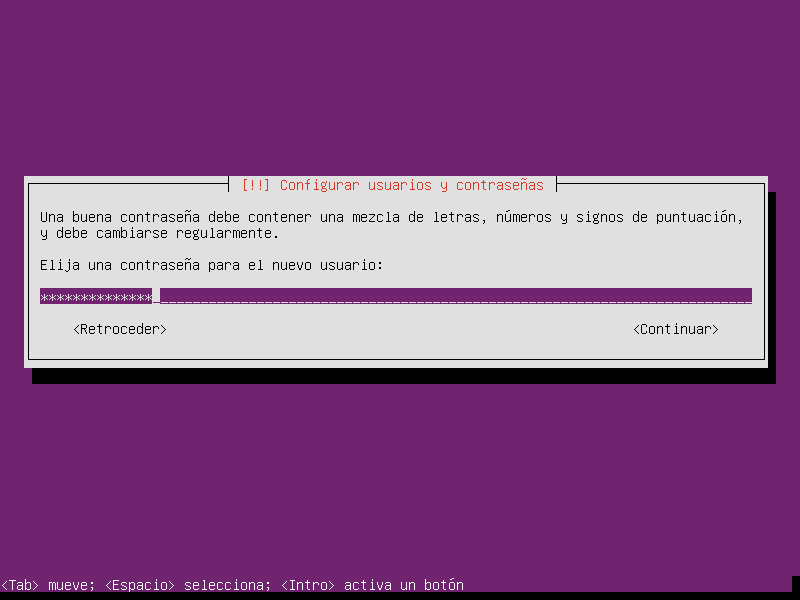 [!!] Configurar usuarios y contraseñas
Una buena contraseña debe contener una mezcla de letras, números y signos de puntuación,
y debe cambiarse regularmente.
Elija una contraseña para el nuevo usuario:
**************
<Retroceder> <Continuar>
<Tab> mueve; <Espacio> selecciona; <Intro> activa un botón